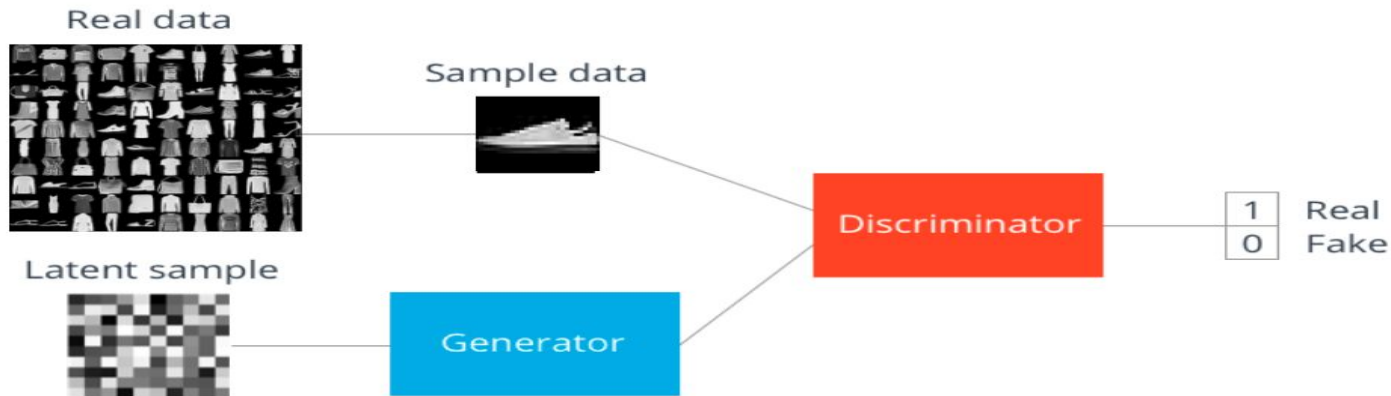 Real data
Sample data
Discriminator
1 Real
0 Fake
Latent sample
Generator